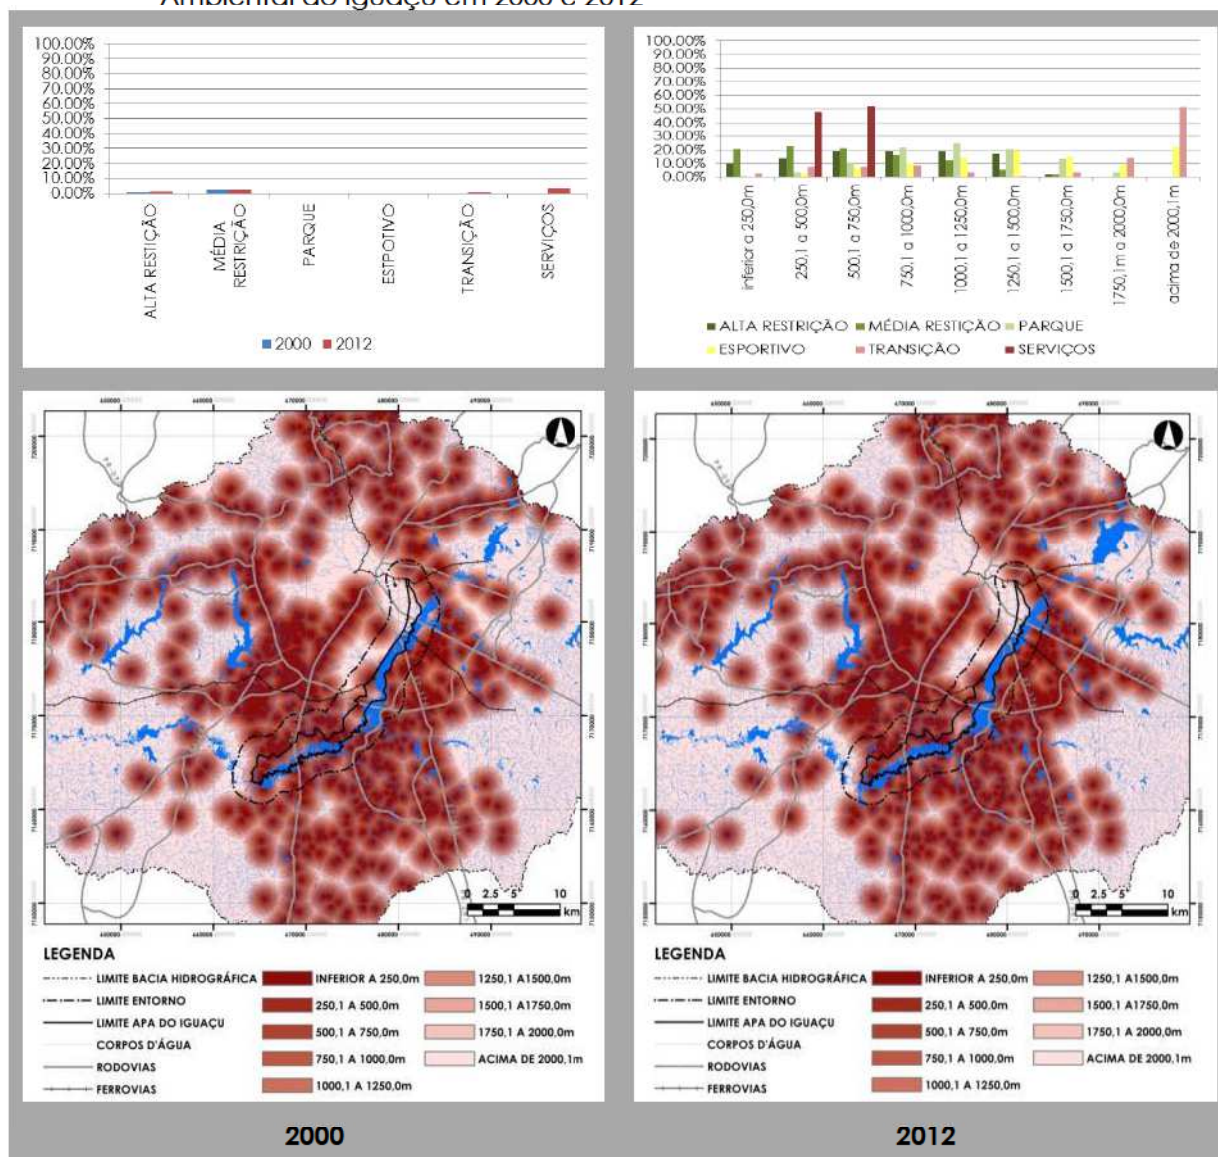 Ambiental do Iguaçu em 2000 e 2012
100.00%
90.00%
80.00%
70.00%
60.00%
50.00%
40.00%
30.00%
20.00%
10.00%
0.00%
ALTA RESTIÇÃO
MÉDIA
RESTRIÇÃO
PARQUE
ESTPOTIVO
TRANSIÇÃO
SERVIÇOS
2000 2012
100.00%
90.00%
80.00%
70.00%
60.00%
50.00%
40.00%
30.00%
20.00%
10.00%
0.00%
inferior a 250,0m
250,1 a 500,0m
500,1 a 750,0m
750,1 a 1000,0m
1000,1 a 1250,0m
1250,1 a 1500,0m
1500,1 a 1750,0m
1750,1m a 2000,0m
acima de 2000,1m
ALTA RESTRIÇÃO MÉDIA RESTIÇÃO PARQUE
ESPORTIVO TRANSIÇÃO SERVIÇOS
0 2.5 5 10
km
LEGENDA
LIMITE BACIA HIDROGRÁFICA INFERIOR A 250,0m 1250,1 A1500,0m
LIMITE ENTORNO 250,1 A 500,0m 1500,1 A1750,0m
LIMITE APA DO IGUAÇU 500,1 A 750,0m 1750,1 A 2000,0m
CORPOS D'ÁGUA
RODOVIAS 750,1 A 1000,0m ACIMA DE 2000,1m
FERROVIAS 1000,1 A 1250,0m
2000
0 2.5 5 10
km
LEGENDA
LIMITE BACIA HIDROGRÁFICA INFERIOR A 250,0m 1250,1 A1500,0m
LIMITE ENTORNO 250,1 A 500,0m 1500,1 A1750,0m
LIMITE APA DO IGUAÇU 500,1 A 750,0m 1750,1 A 2000,0m
CORPOS D'ÁGUA
RODOVIAS 750,1 A 1000,0m ACIMA DE 2000,1m
FERROVIAS 1000,1 A 1250,0m
2012